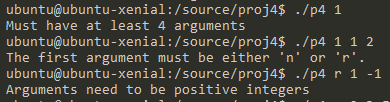 ubuntu@ubuntu-xenial:/source/proj4$ ./p4 1
Must have at least 4 arguments
ubuntu@ubuntu-xenial:/source/proj4$ ./p4 1 1 2
The first argument must be either 'n' or 'r'.
ubuntu@ubuntu-xenial:/source/proj4$ ./p4 r 1 -1
Arguments need to be positive integers